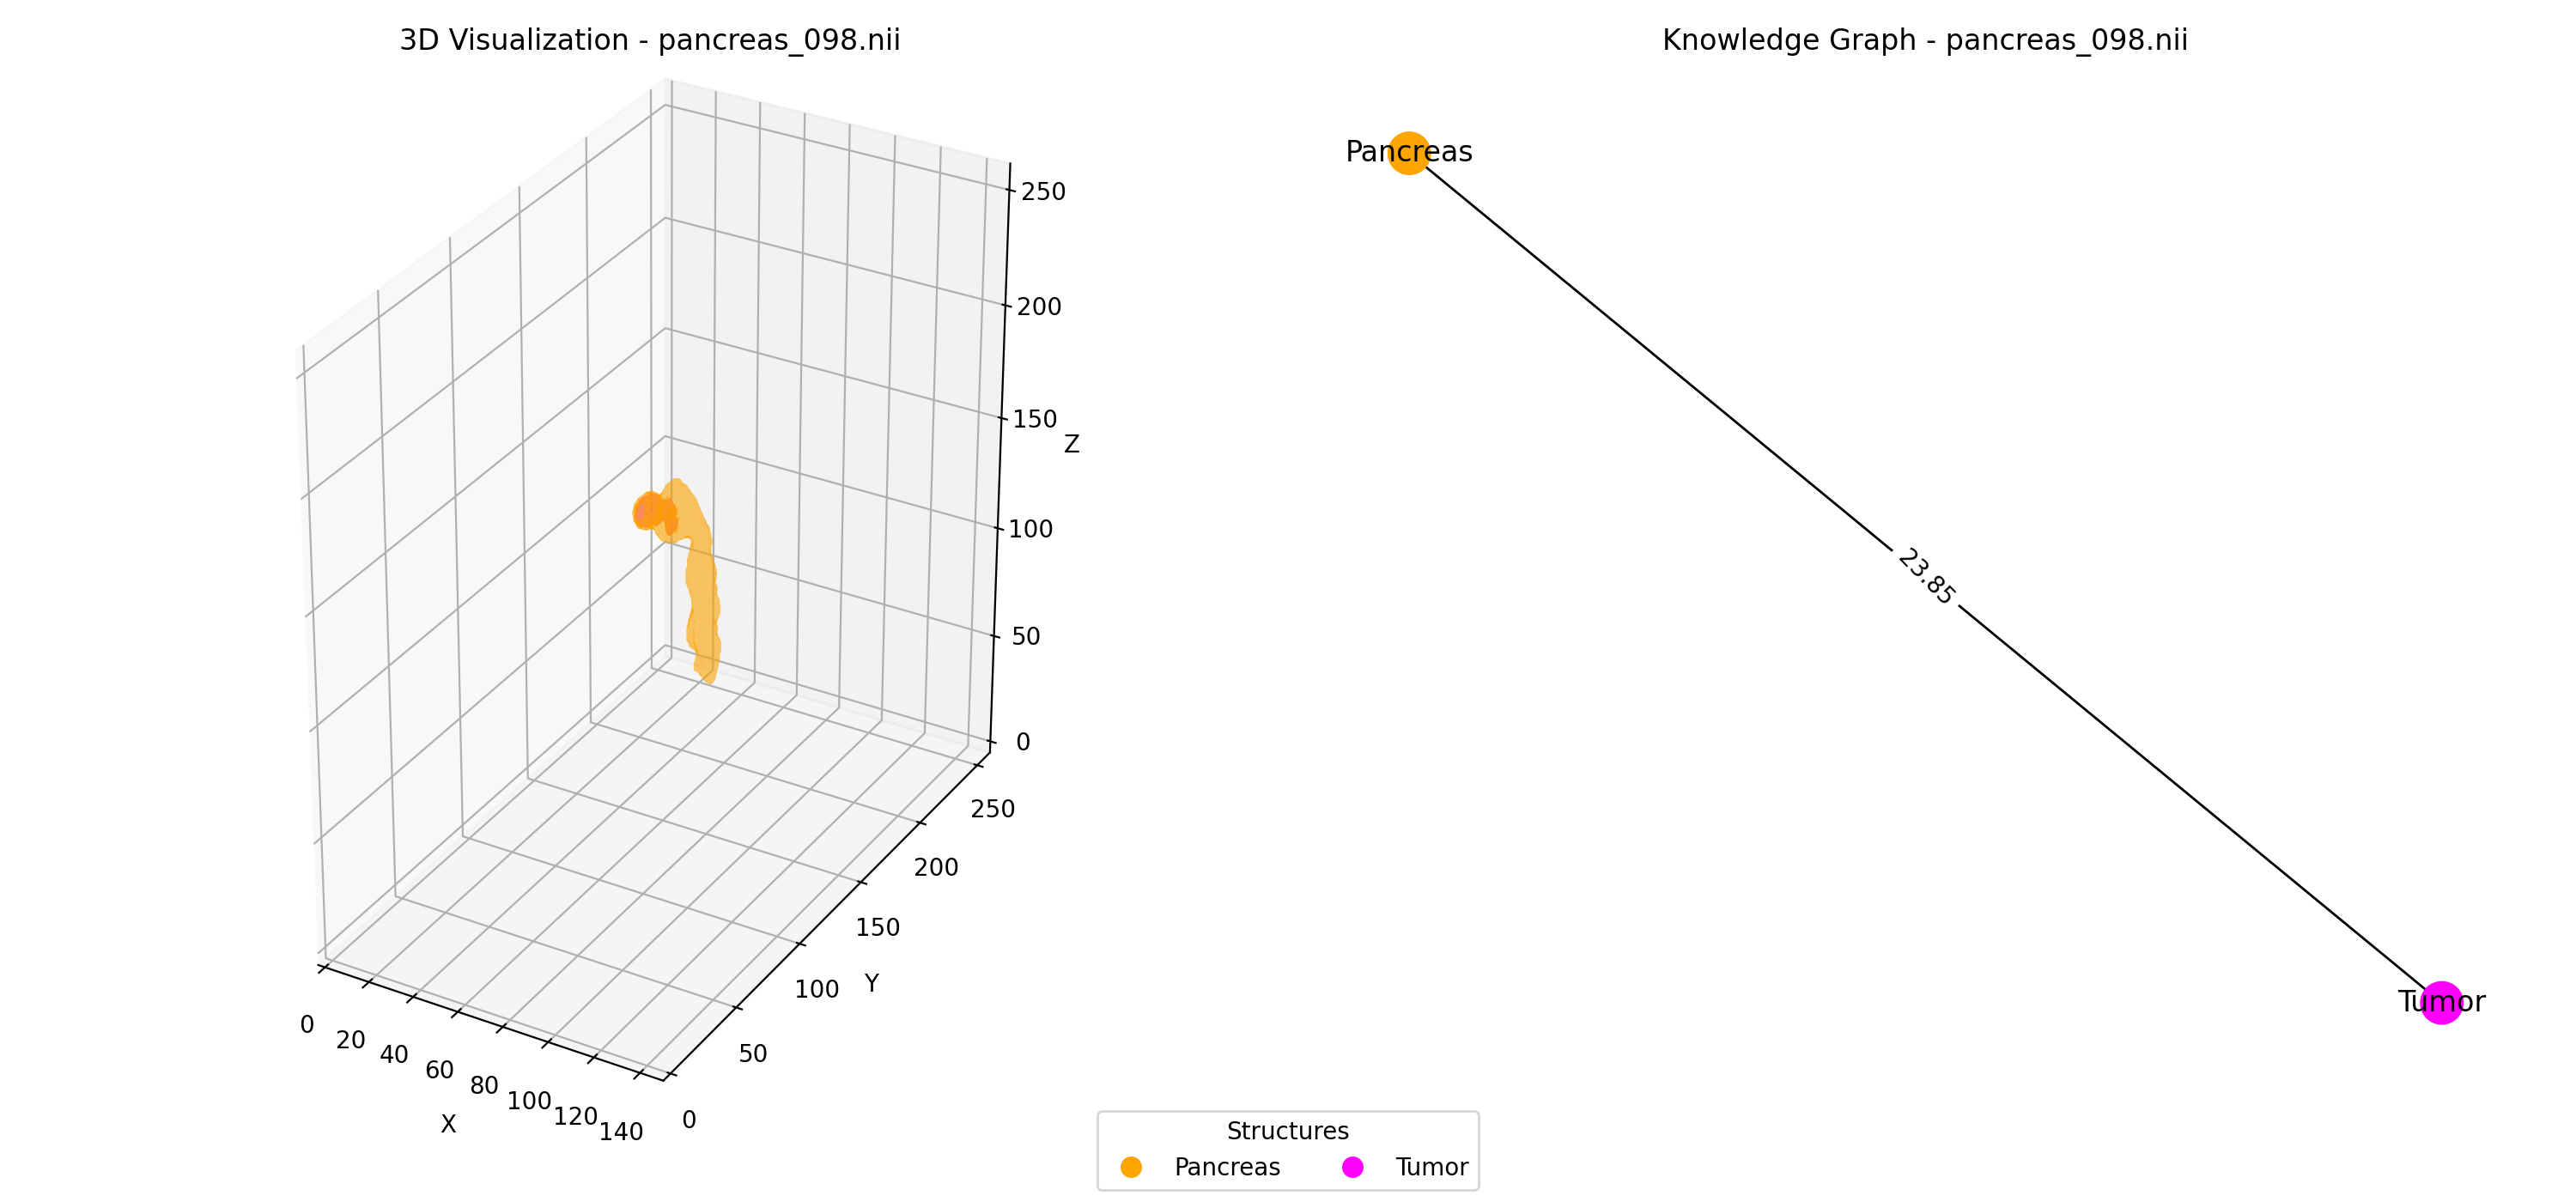 3D Visualization - pancreas_098.nii
250
200
150
100
50
0
Z
0
20
40
60
80
100
120
140
X
0
50
100
150
200
250
Y
Knowledge Graph - pancreas_098.nii
Pancreas
23.85
Tumor
Structures
Pancreas
Tumor